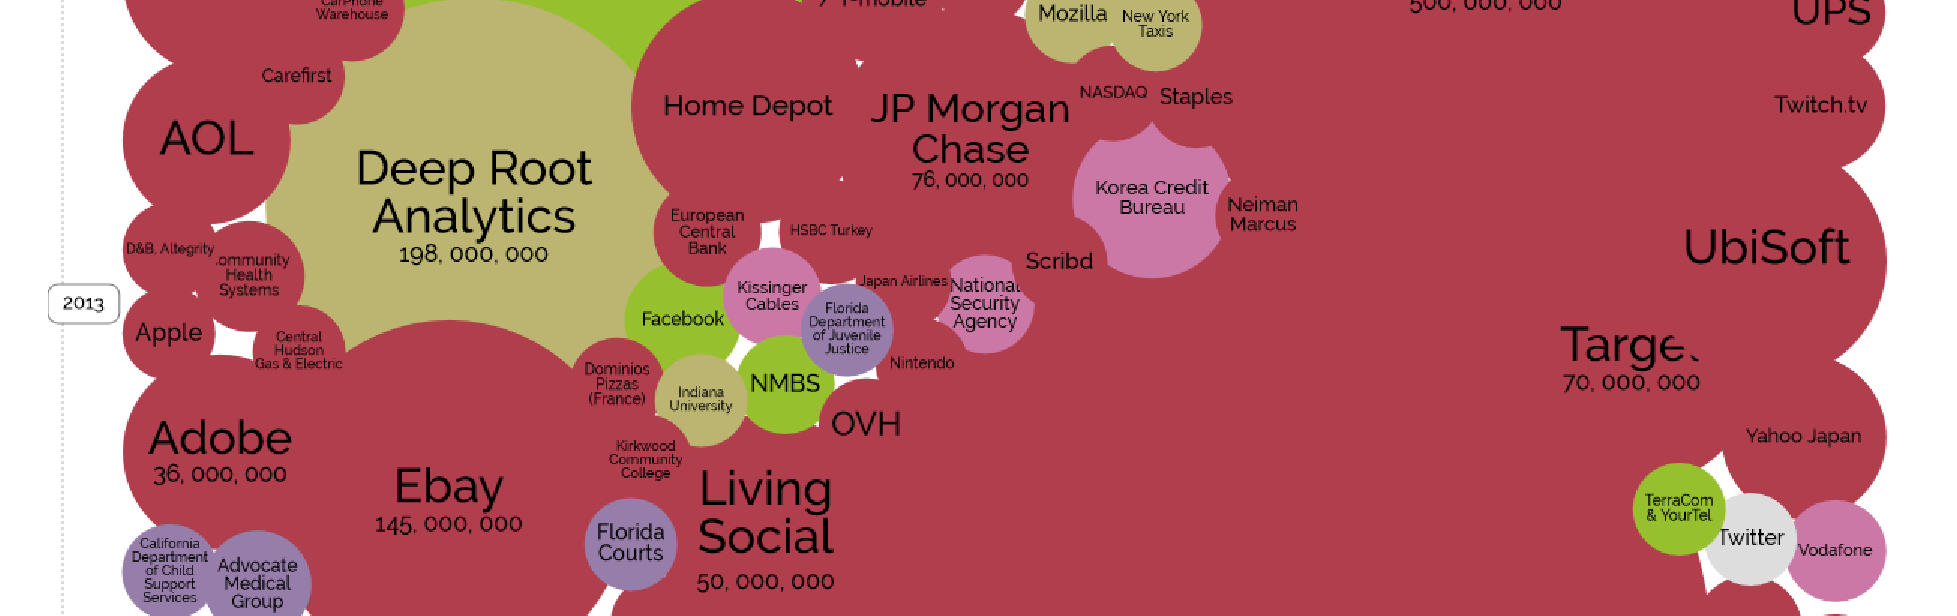 CarPhone
Warehouse
T-mobile
Mozilla
New York
Taxis
500, 000, 000
UPS
Carefirst
AOL
Deep Root
Analytics
198, 000, 000
Home Depot
JP Morgan
Chase
76, 000, 000
NASDAQ
Staples
Twitch.tv
Korea Credit
Bureau
Neiman
Marcus
European
Central
Bank
HSBC Turkey
D&B, Altegrity
ommunity
Health
Systems
UbiSoft
Scribd
Kissinger
Cables
Japan Airlines
National
Security
Agency
2013
Facebook
Florida
Department
of Juvenile
Justice
Apple
Central
Hudson
Gas & Electric
Nintendo
Target
70, 000, 000
Dominios
Pizzas
(France)
Indiana
University
NMBS
OVH
Adobe
36, 000, 000
Yahoo Japan
Kirkwood
Community
College
Ebay
145, 000, 000
Living
Social
50, 000, 000
TerraCom
& YourTel
Twitter
Vodafone
Florida
Courts
California
Department
of Child
Support
Services
Advocate
Medical
Group